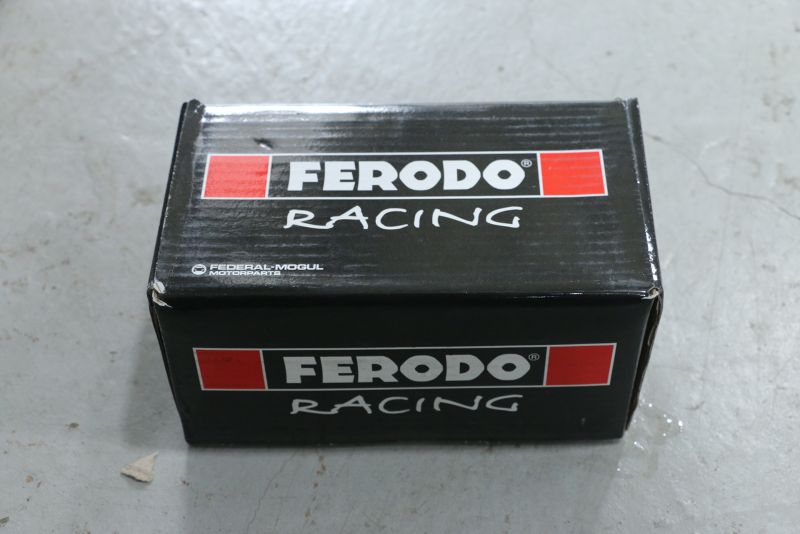 FERODO®
RACING
FEDERAL-MOGUL
MOTORPARTS
FERODO®
RACING